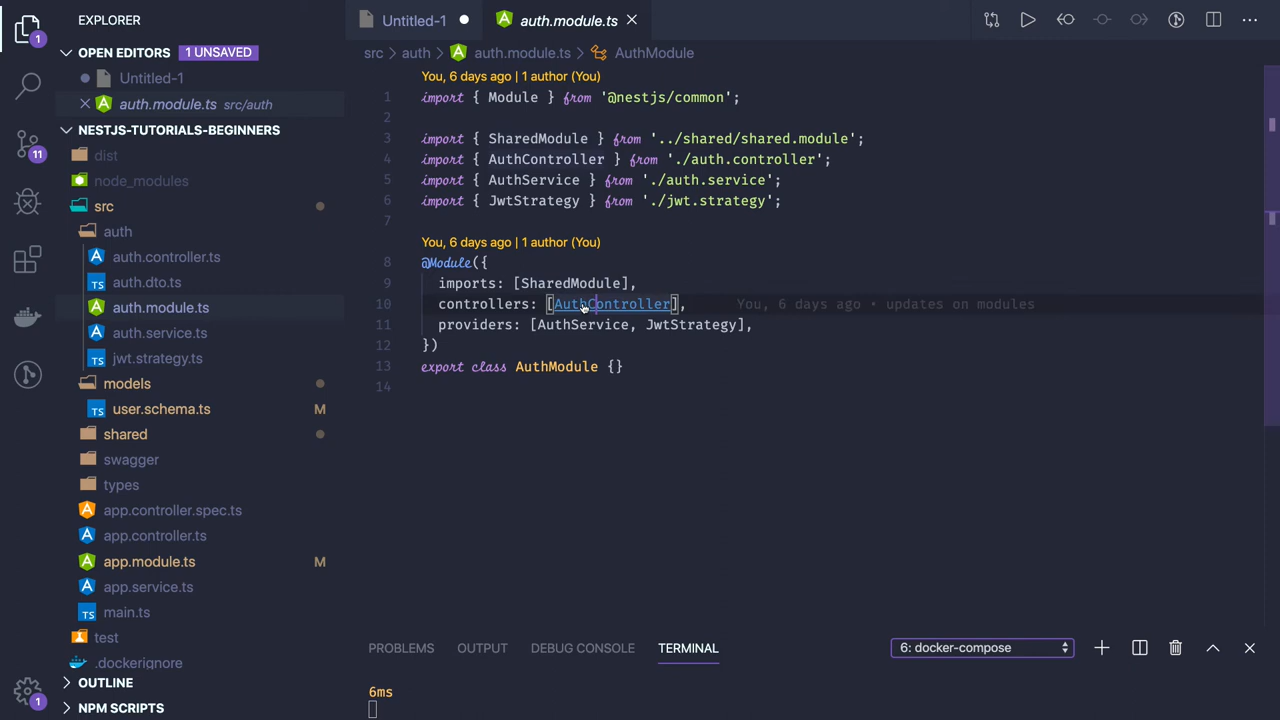 EXPLORER
OPEN EDITORS 1 UNSAVED
Untitled-1
auth.module.ts src/auth
NESTJS-TUTORIALS-BEGINNERS
dist
node_modules
src
auth
auth.controller.ts
auth.dto.ts
auth.module.ts
auth.service.ts
jwt.strategy.ts
models
user.schema.ts M
shared
swagger
types
app.controller.spec.ts
app.controller.ts
app.module.ts M
app.service.ts
main.ts
test
.dockerignore
OUTLINE
NPM SCRIPTS
1
11
1
Untitled-1
auth.module.ts
src > auth > auth.module.ts > AuthModule
You, 6 days ago | 1 author (You)
1 import { Module } from '@nestjs/common';
2
3 import { SharedModule } from '../shared/shared.module';
4 import { AuthController } from './auth.controller';
5 import { AuthService } from './auth.service';
6 import { JwtStrategy } from './jwt.strategy';
7
You, 6 days ago | 1 author (You)
8 @Module({
9 imports: [SharedModule],
10 controllers: [AuthController], You, 6 days ago • updates on modules
11 providers: [AuthService, JwtStrategy],
12 })
13 export class AuthModule {}
14
PROBLEMS OUTPUT DEBUG CONSOLE TERMINAL 6: docker-compose
6ms